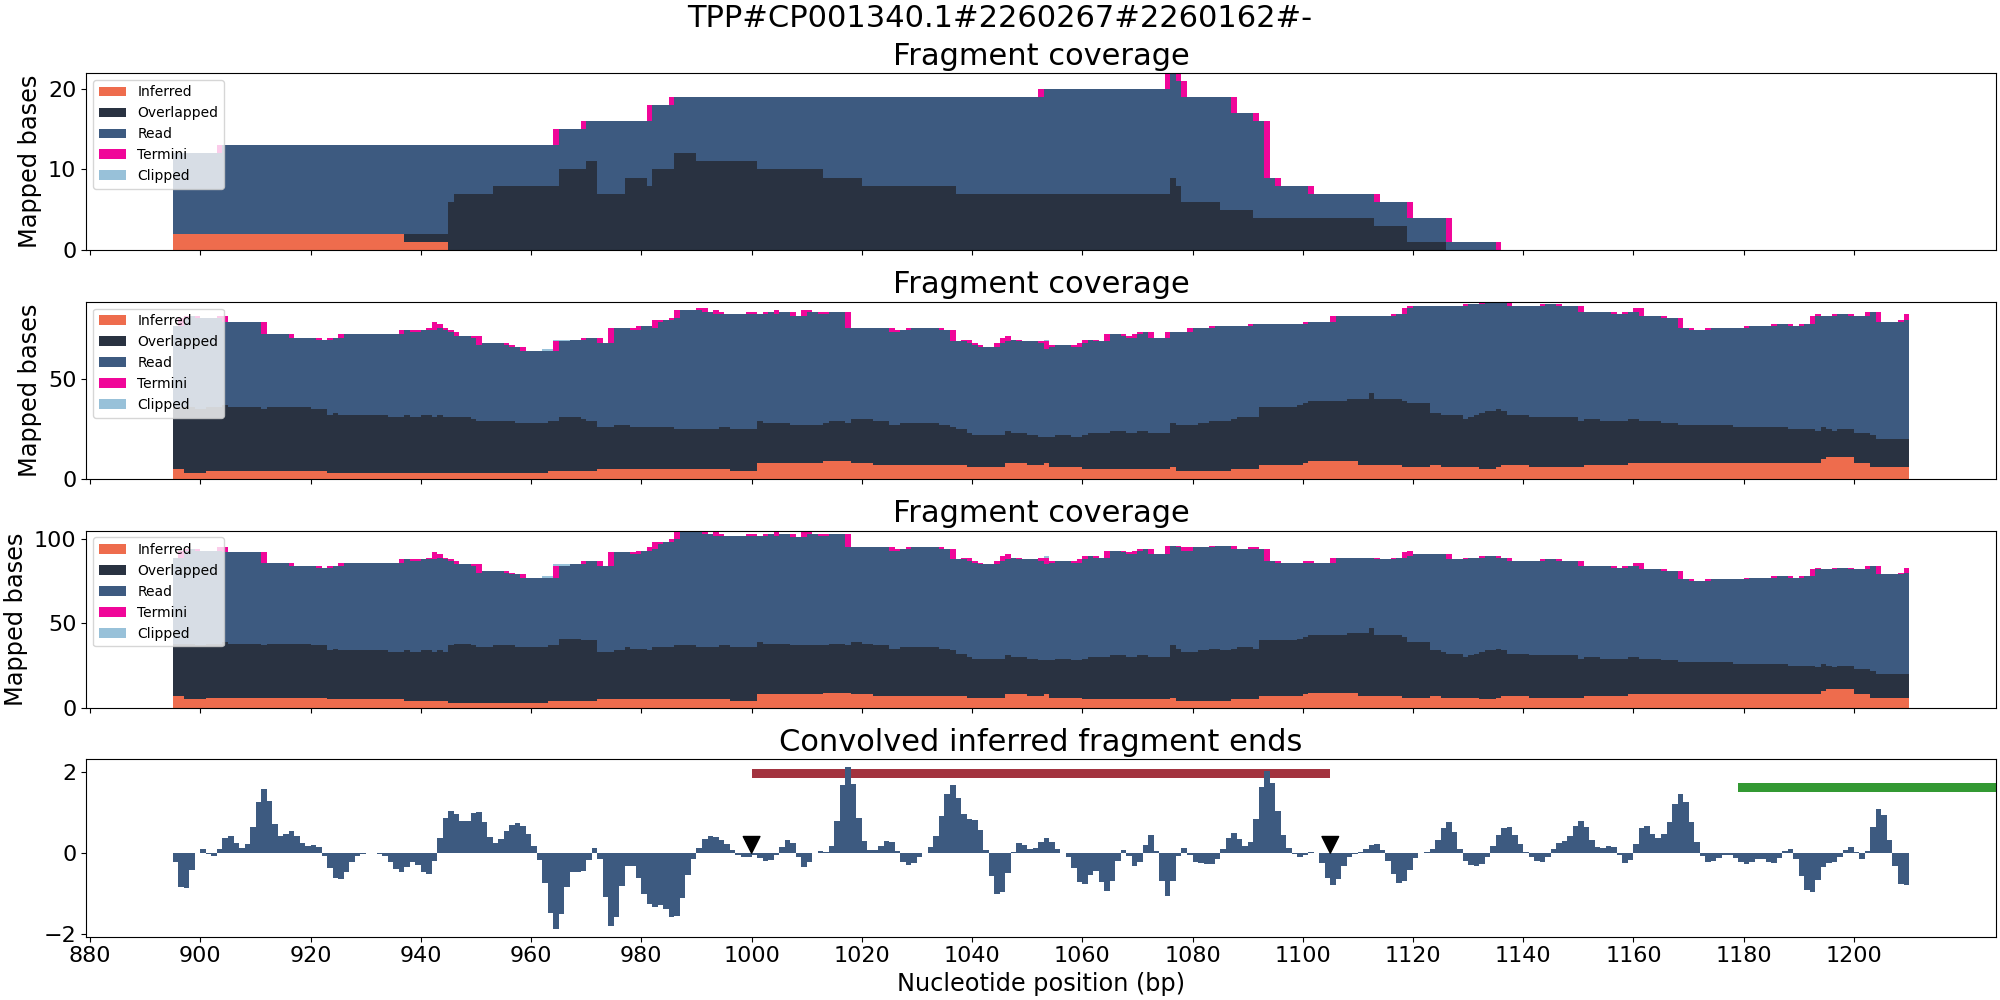 TPP#CP001340.1#2260267#2260162#-
Fragment coverage
Mapped bases
20
10
0
Inferred
Overlapped
Read
Termini
Clipped
Fragment coverage
Mapped bases
50
0
Inferred
Overlapped
Read
Termini
Clipped
Fragment coverage
Mapped bases
100
50
0
Inferred
Overlapped
Read
Termini
Clipped
Convolved inferred fragment ends
2
0
−2
880 900 920 940 960 980 1000 1020 1040 1060 1080 1100 1120 1140 1160 1180 1200
Nucleotide position (bp)